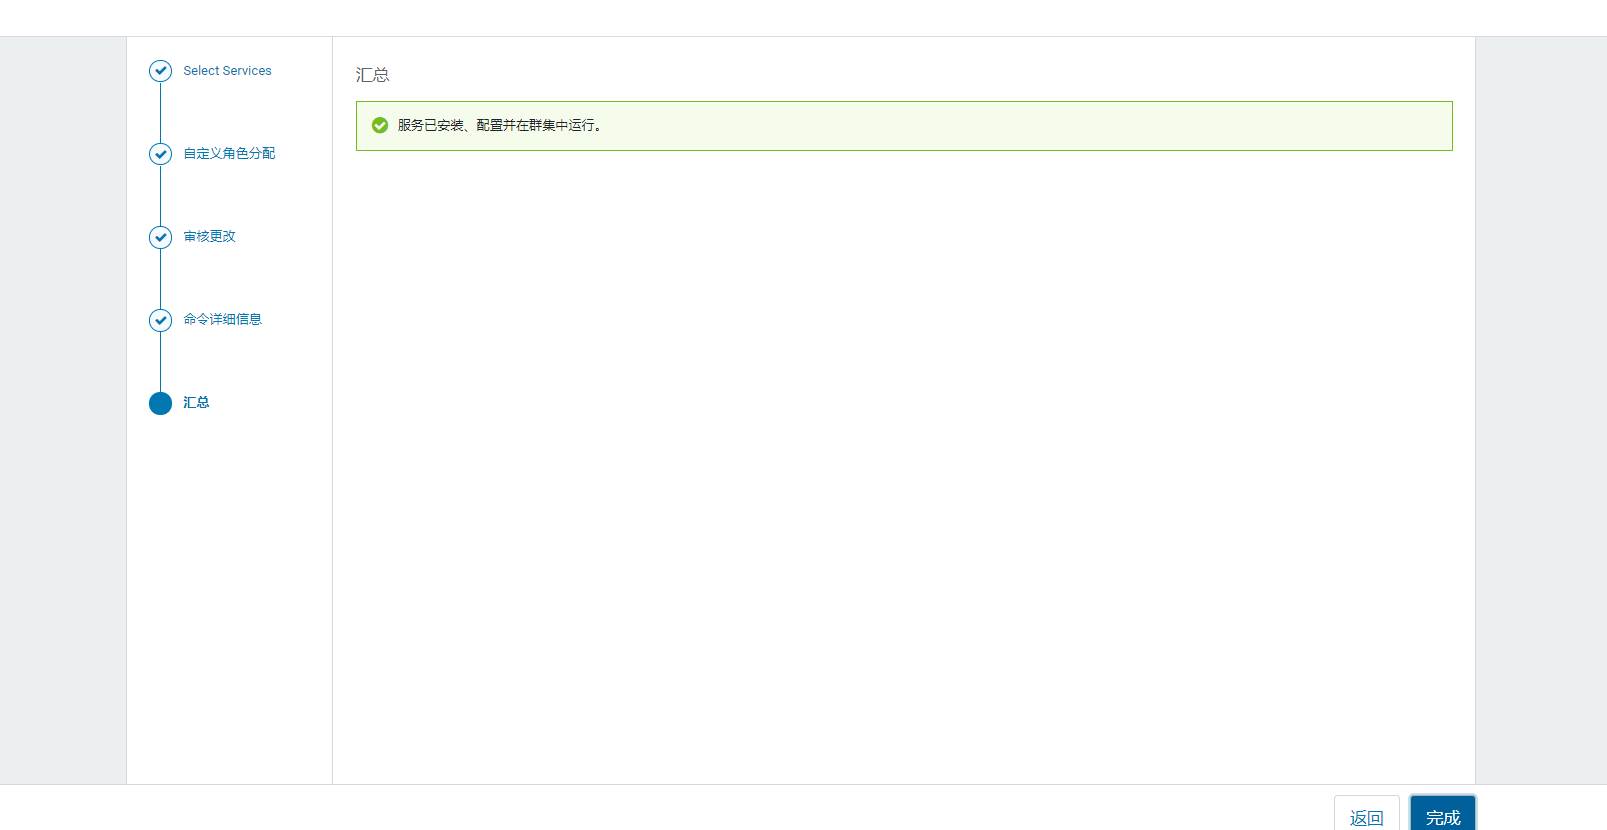 Select Services
自定义角色分配
审核更改
命令详细信息
汇总
汇总
服务已安装、配置并在群集中运行。
返回
完成